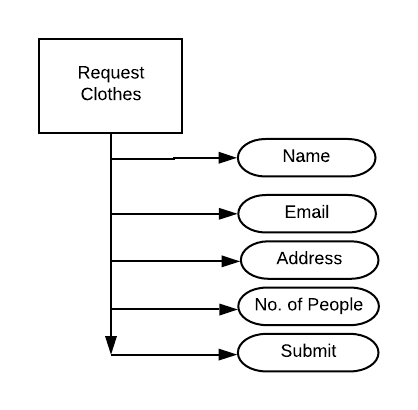 Request
Clothes
Name
Email
Address
No. of People
Submit